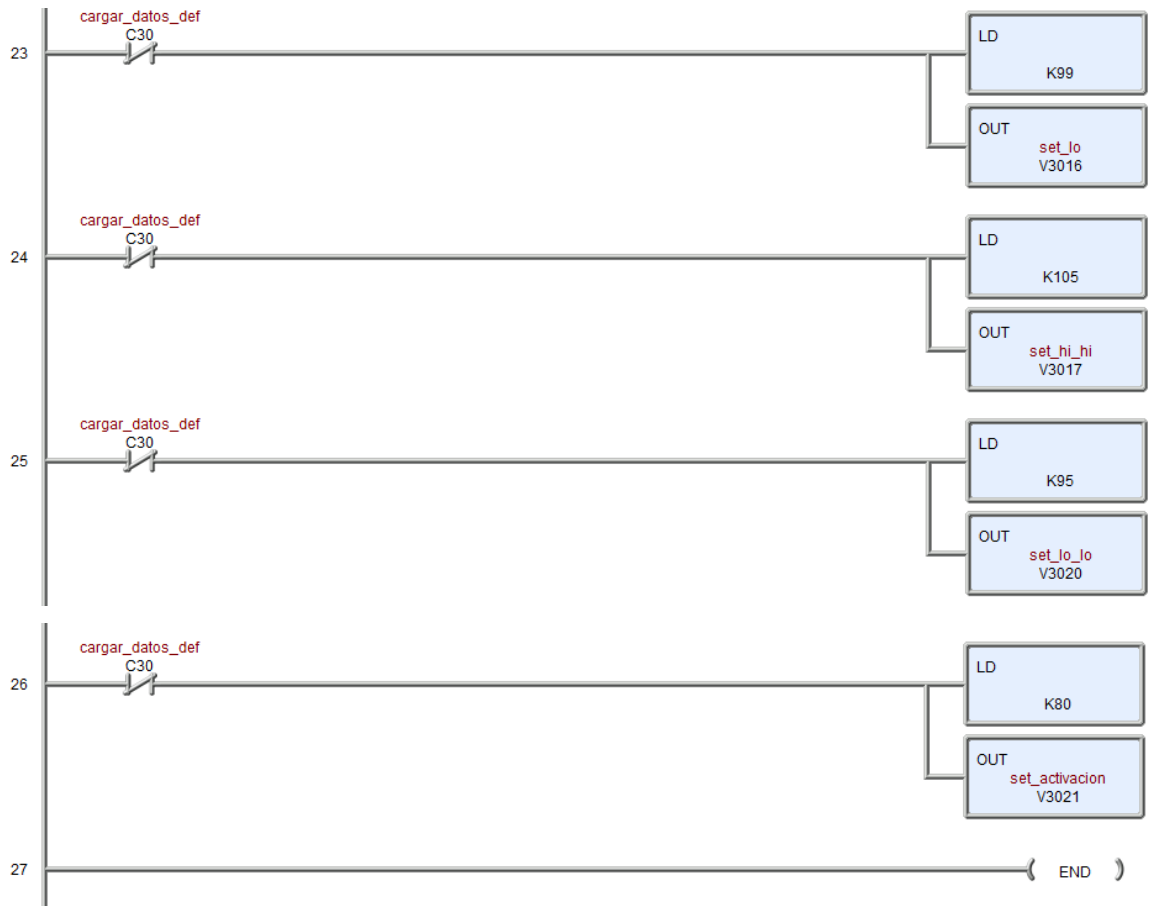 cargar_datos_def
C30
23
LD
K99
OUT
set_lo
V3016
cargar_datos_def
C30
24
LD
K105
OUT
set_hi_hi
V3017
cargar_datos_def
C30
25
LD
K95
OUT
set_lo_lo
V3020
cargar_datos_def
C30
26
LD
K80
OUT
set_activacion
V3021
27
END